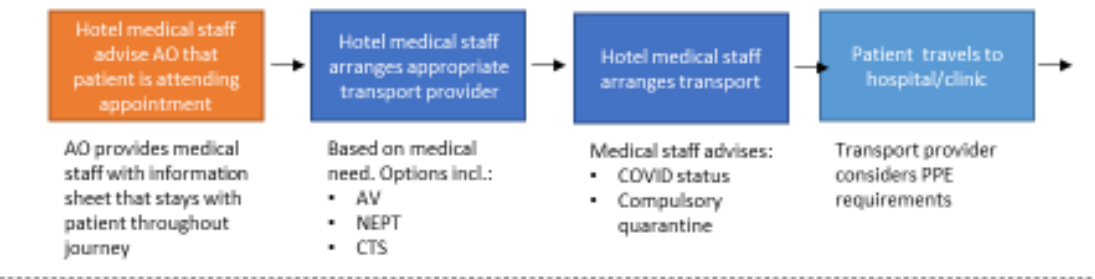 Hotel medical staff
advise AO that
patient is attending
appointment
Hotel medical staff
arranges appropriate
transport provider
Hotel medical staff
arranges transport
Patient travels to
hospital/clinic
AO provides medical
staff with information
sheet that stays with
patient throughout
journey
Based on medical
need. Options incl.:
• AV
• NEPT
• CTS
Medical staff advises:
• COVID status
• Compulsory
quarantine
Transport provider
considers PPE
requirements